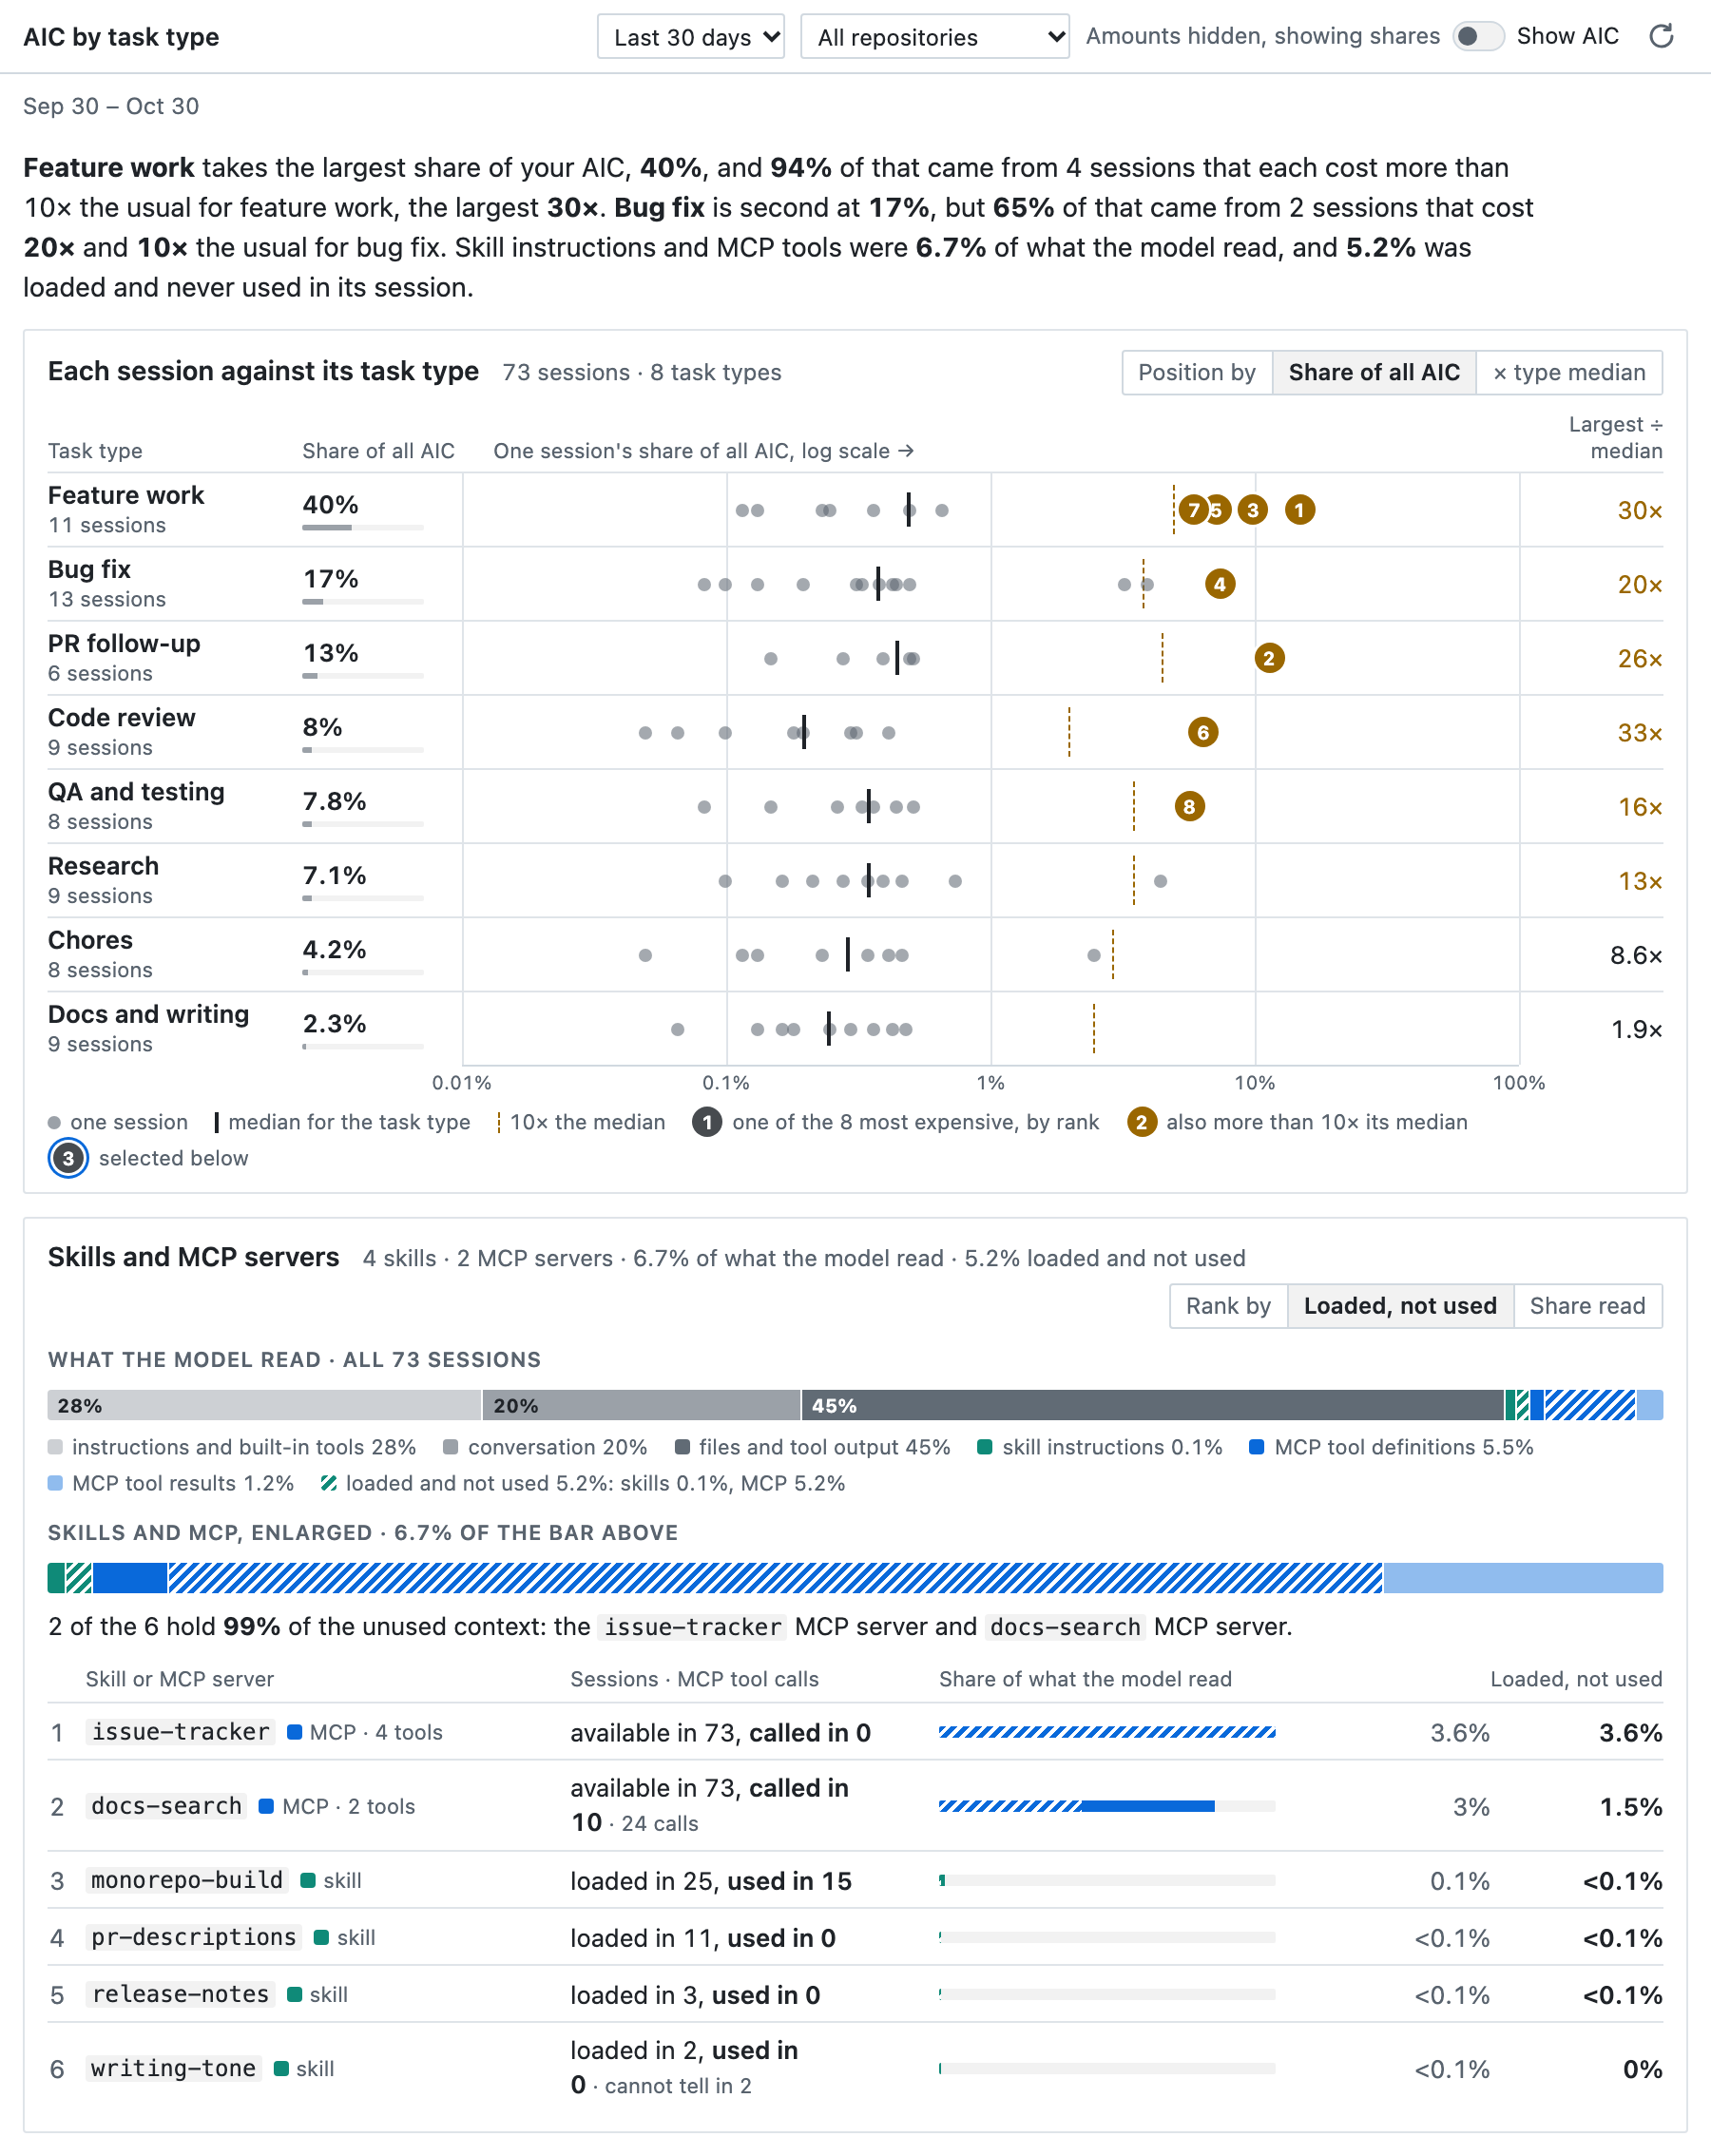 AIC by task type
Last 30 days
All repositories
Amounts hidden, showing shares
Show AIC
Sep 30 – Oct 30
Feature work takes the largest share of your AIC, 40%, and 94% of that came from 4 sessions that each cost more than
10× the usual for feature work, the largest 30×. Bug fix is second at 17%, but 65% of that came from 2 sessions that cost
20× and 10× the usual for bug fix. Skill instructions and MCP tools were 6.7% of what the model read, and 5.2% was
loaded and never used in its session.
Each session against its task type 73 sessions · 8 task types
Position by Share of all AIC × type median
Task type Share of all AIC One session's share of all AIC, log scale → Largest ÷
median
Feature work
11 sessions
40%
7 5 3 1
30×
Bug fix
13 sessions
17%
4
20×
PR follow-up
6 sessions
13%
2
26×
Code review
9 sessions
8%
6
33×
QA and testing
8 sessions
7.8%
8
16×
Research
9 sessions
7.1%
13×
Chores
8 sessions
4.2%
8.6×
Docs and writing
9 sessions
2.3%
1.9×
0.01% 0.1% 1% 10% 100%
one session median for the task type 10× the median 1 one of the 8 most expensive, by rank 2 also more than 10× its median
3 selected below
Skills and MCP servers 4 skills · 2 MCP servers · 6.7% of what the model read · 5.2% loaded and not used
Rank by Loaded, not used Share read
WHAT THE MODEL READ · ALL 73 SESSIONS
28% 20% 45%
instructions and built-in tools 28% conversation 20% files and tool output 45% skill instructions 0.1% MCP tool definitions 5.5%
MCP tool results 1.2% loaded and not used 5.2%: skills 0.1%, MCP 5.2%
SKILLS AND MCP, ENLARGED · 6.7% OF THE BAR ABOVE
2 of the 6 hold 99% of the unused context: the issue-tracker MCP server and docs-search MCP server.
Skill or MCP server Sessions · MCP tool calls Share of what the model read Loaded, not used
1 issue-tracker MCP · 4 tools available in 73, called in 0 3.6% 3.6%
2 docs-search MCP · 2 tools available in 73, called in
10 · 24 calls 3% 1.5%
3 monorepo-build skill loaded in 25, used in 15 0.1% <0.1%
4 pr-descriptions skill loaded in 11, used in 0 <0.1% <0.1%
5 release-notes skill loaded in 3, used in 0 <0.1% <0.1%
6 writing-tone skill loaded in 2, used in
0 · cannot tell in 2 <0.1% 0%